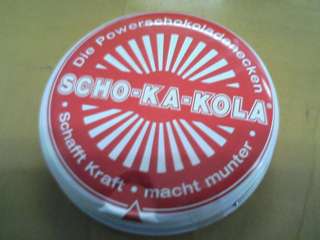 Die Powerschokoladenecken
SCHO-KA-KOLA®
· Schafft Kraft · macht munter ·